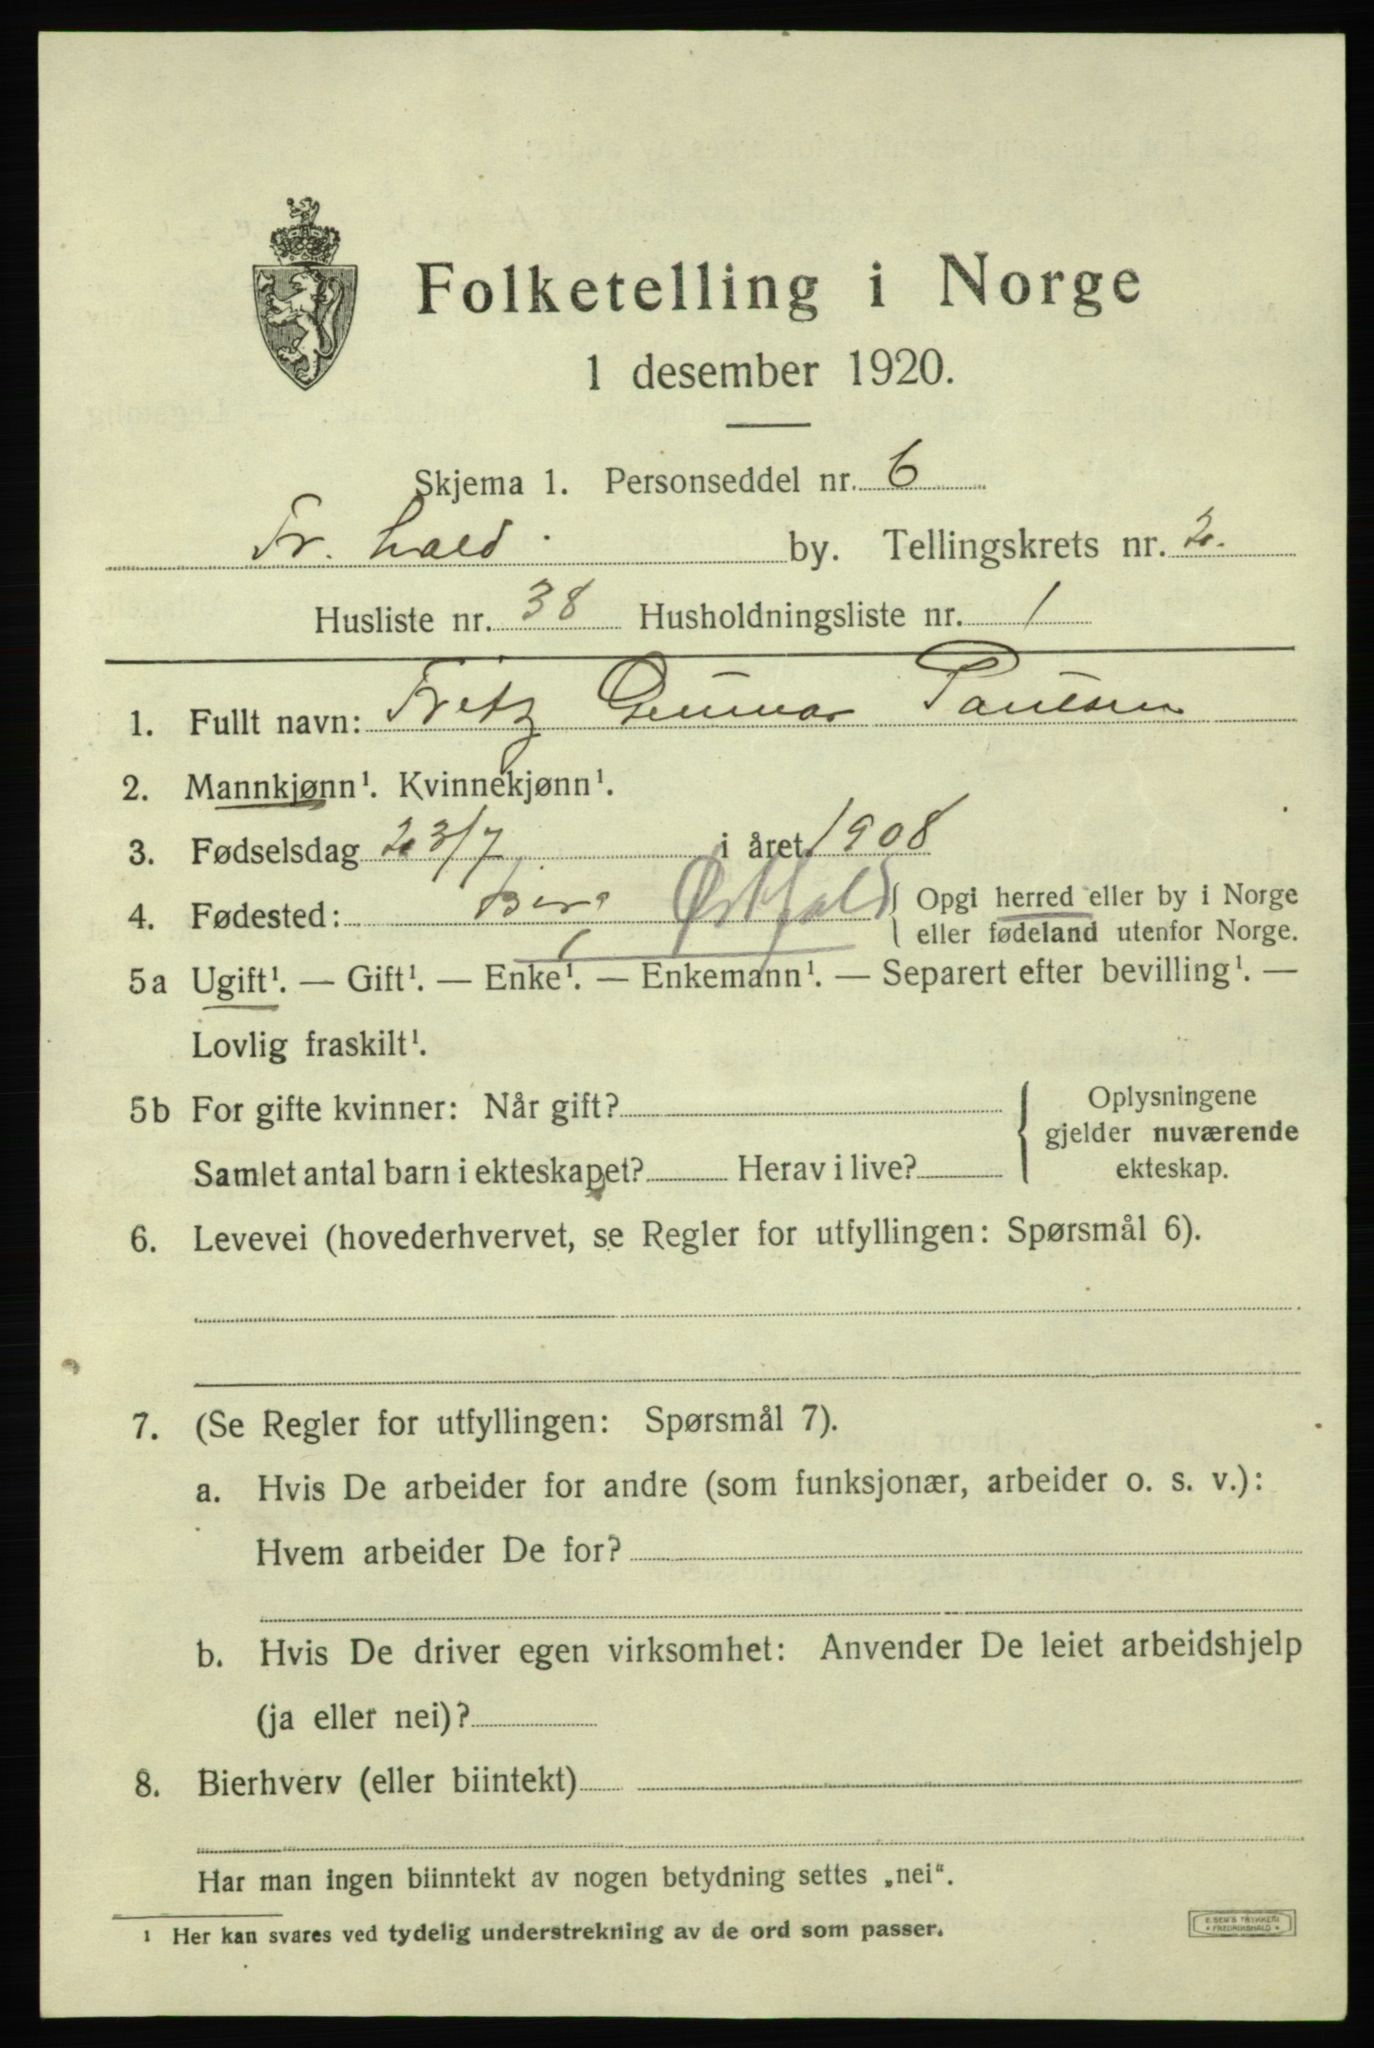 Folketelling i Norge
1 desember 1920.
Skjema 1. Personseddel nr. 6
Fr.hald. by. Tellingskrets nr. 2.
Husliste nr. 38 Husholdningsliste nr. 1
1. Fullt navn: Fritz Gunnar Paulsen
2. Mannkjønn¹. Kvinnekjønn¹.
3. Fødselsdag 23/7 i året 1908
4. Fødested: Berg Østfold { Opgi herred eller by i Norge
eller fødeland utenfor Norge.
5a Ugift¹. — Gift¹. — Enke¹. — Enkemann¹. — Separert efter bevilling¹. —
Lovlig fraskilt¹.
5b For gifte kvinner: Når gift?
Samlet antal barn i ekteskapet? Herav i live?
{ Oplysningene
gjelder nuværende
ekteskap.
6. Levevei (hovederhvervet, se Regler for utfyllingen: Spørsmål 6).
7. (Se Regler for utfyllingen: Spørsmål 7).
a. Hvis De arbeider for andre (som funksjonær, arbeider o. s. v.):
Hvem arbeider De for?
b. Hvis De driver egen virksomhet: Anvender De leiet arbeidshjelp
(ja eller nei)?
8. Bierhverv (eller biintekt)
Har man ingen biinntekt av nogen betydning settes „nei“.
¹ Her kan svares ved tydelig understrekning av de ord som passer.
E. SEM'S TRYKKERI
• FREDRIKSHALD •